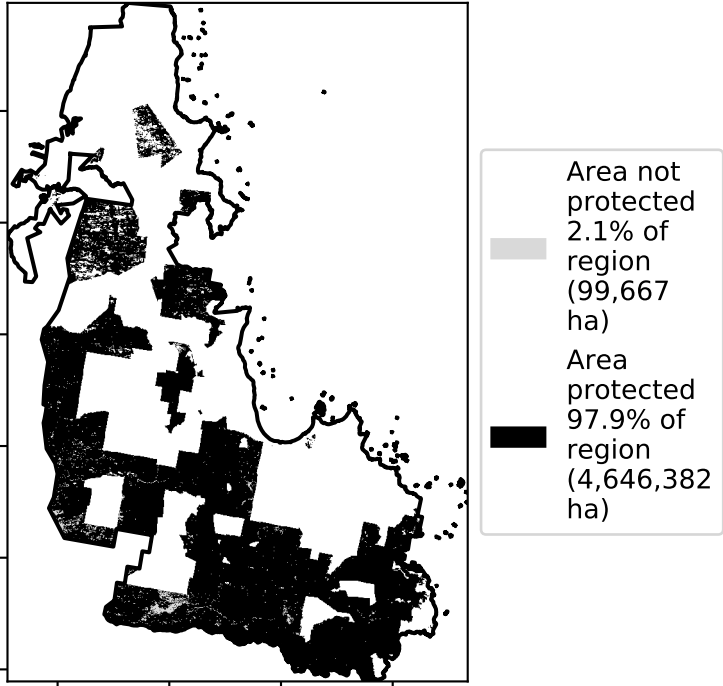 Area not
protected
2.1% of
region
(99,667
ha)
Area
protected
97.9% of
region
(4,646,382
ha)